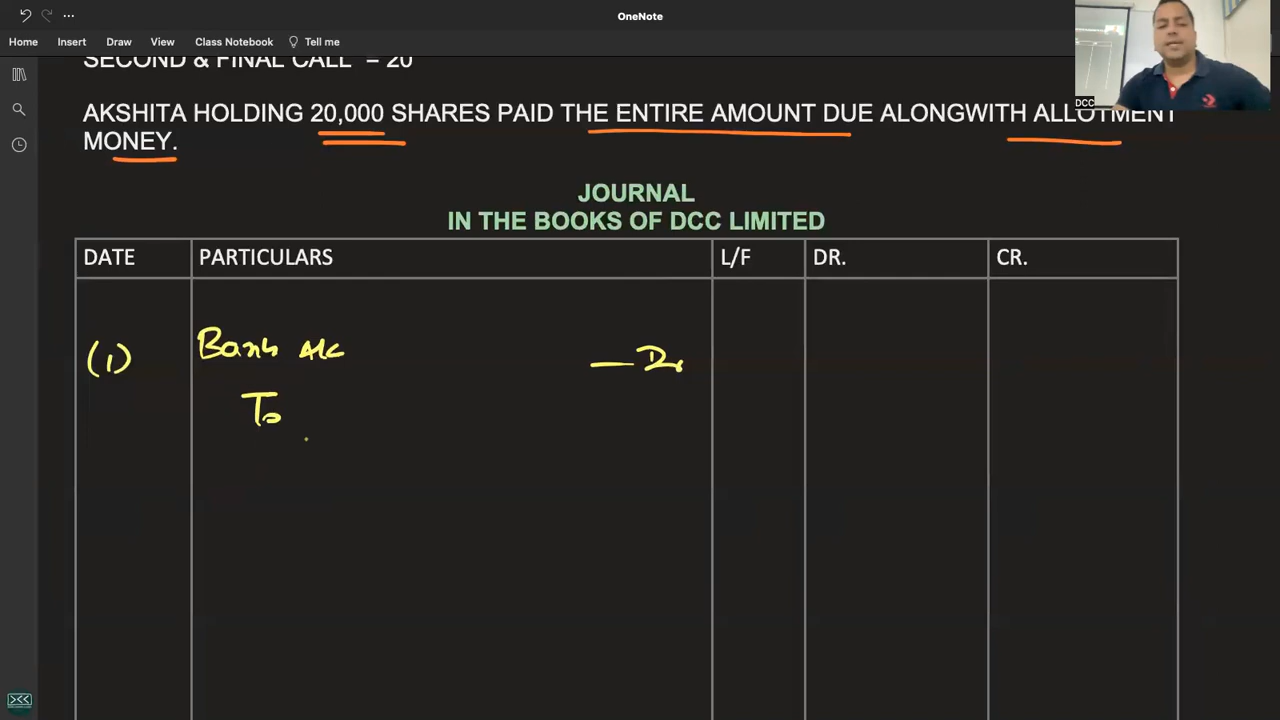 OneNote
Home Insert Draw View Class Notebook Tell me
SECOND & FINAL CALL - 20
AKSHITA HOLDING 20,000 SHARES PAID THE ENTIRE AMOUNT DUE ALONGWITH ALLOTMENT
MONEY.
DCC
JOURNAL
IN THE BOOKS OF DCC LIMITED
DATE PARTICULARS L/F DR. CR.
(1) Bank A/c — Dr
To